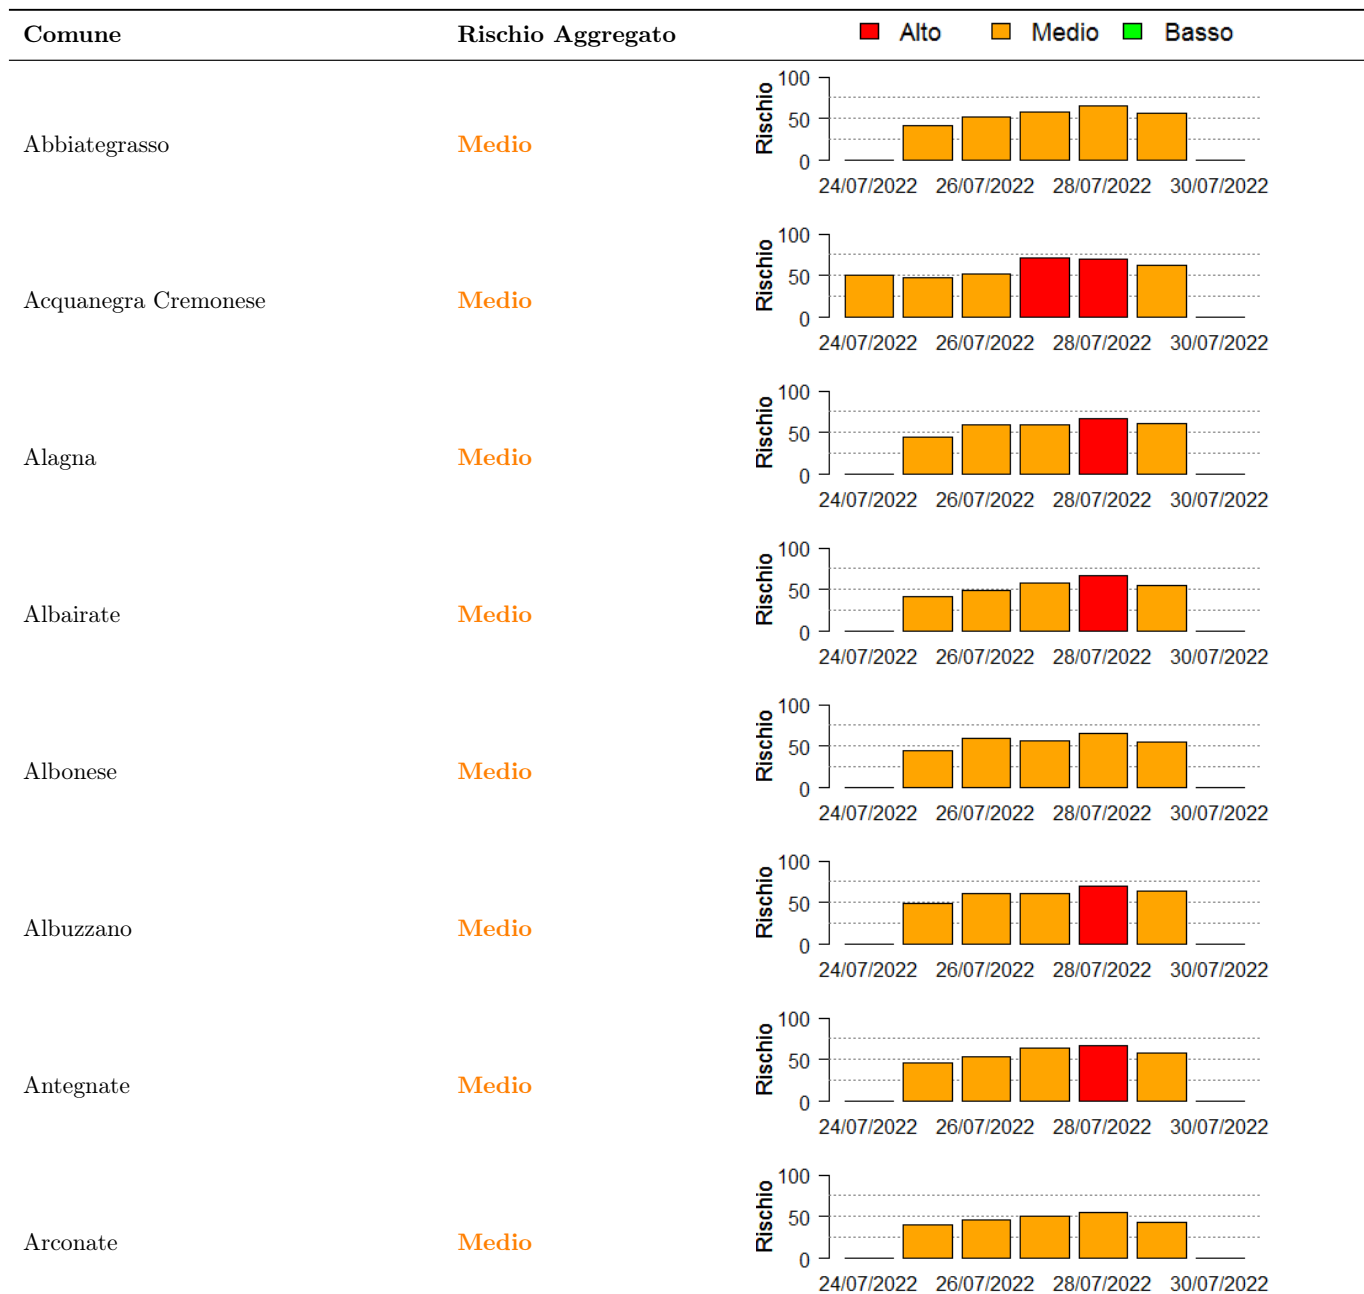 Comune Rischio Aggregato Alto Medio Basso
100
50
0
Rischio
Abbiategrasso Medio
24/07/2022 26/07/2022 28/07/2022 30/07/2022
100
50
0
Rischio
Acquanegra Cremonese Medio
24/07/2022 26/07/2022 28/07/2022 30/07/2022
100
50
0
Rischio
Alagna Medio
24/07/2022 26/07/2022 28/07/2022 30/07/2022
100
50
0
Rischio
Albairate Medio
24/07/2022 26/07/2022 28/07/2022 30/07/2022
100
50
0
Rischio
Albonese Medio
24/07/2022 26/07/2022 28/07/2022 30/07/2022
100
50
0
Rischio
Albuzzano Medio
24/07/2022 26/07/2022 28/07/2022 30/07/2022
100
50
0
Rischio
Antegnate Medio
24/07/2022 26/07/2022 28/07/2022 30/07/2022
100
50
0
Rischio
Arconate Medio
24/07/2022 26/07/2022 28/07/2022 30/07/2022